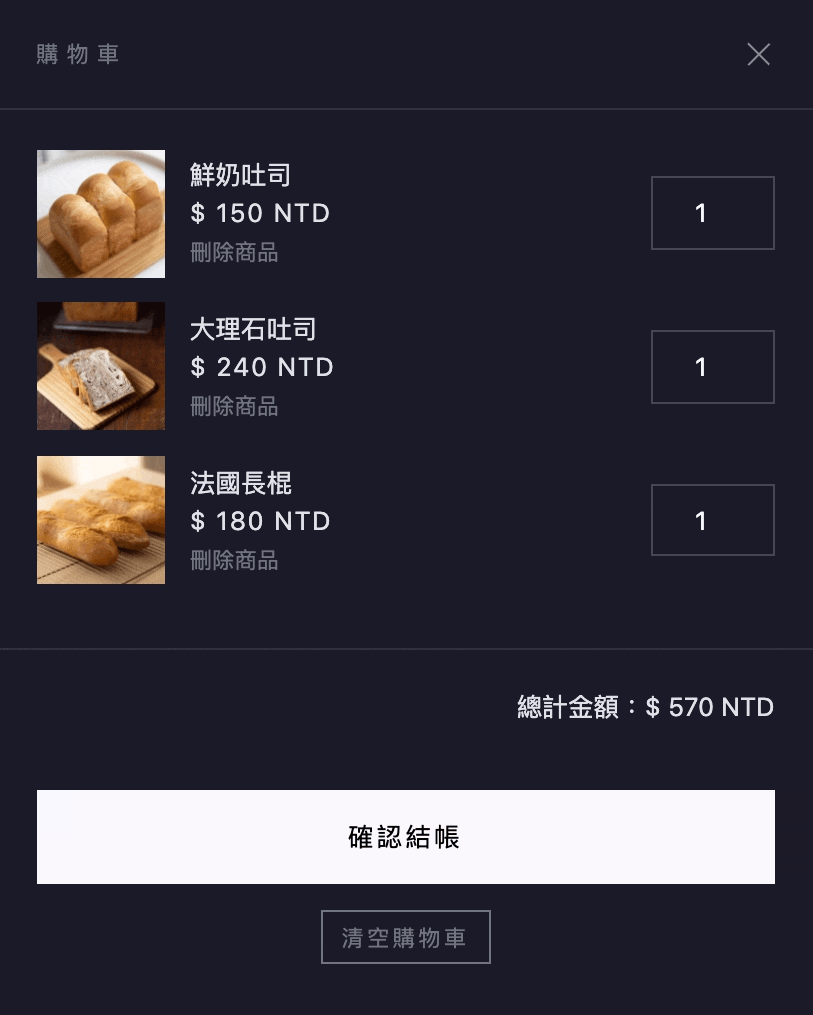 購物車
鮮奶吐司
$ 150 NTD
刪除商品
1
大理石吐司
$ 240 NTD
刪除商品
1
法國長棍
$ 180 NTD
刪除商品
1
總計金額：$ 570 NTD
確認結帳
清空購物車